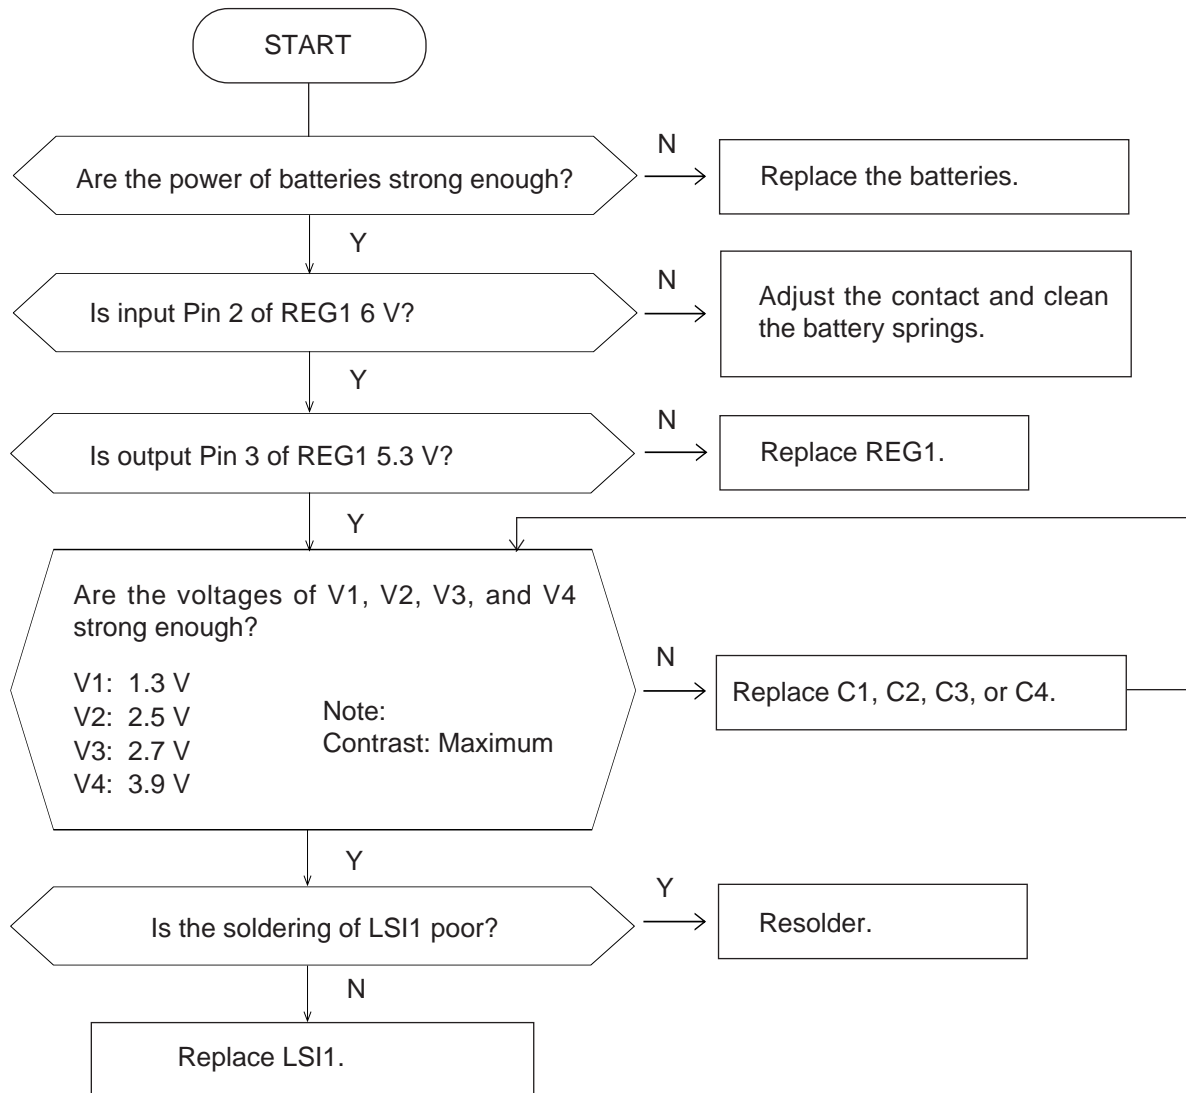 START
Are the power of batteries strong enough?
N
Replace the batteries.
Y
Is input Pin 2 of REG1 6 V?
N
Adjust the contact and clean
the battery springs.
Y
Is output Pin 3 of REG1 5.3 V?
N
Replace REG1.
Y
Are the voltages of V1, V2, V3, and V4
strong enough?
V1: 1.3 V
V2: 2.5 V
V3: 2.7 V
V4: 3.9 V
Note:
Contrast: Maximum
N
Replace C1, C2, C3, or C4.
Y
Is the soldering of LSI1 poor?
Y
Resolder.
N
Replace LSI1.